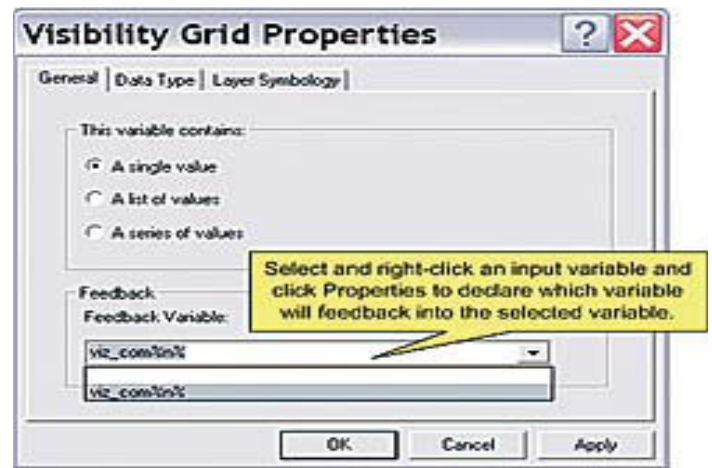 Visibility Grid Properties
General Data Type Layer Symbology
This variable contains:
A single value
A list of values
A series of values
Select and right-click an input variable and
click Properties to declare which variable
will feedback into the selected variable.
Feedback
Feedback Variable:
viz_com%n%
viz_com%n%
OK Cancel Apply